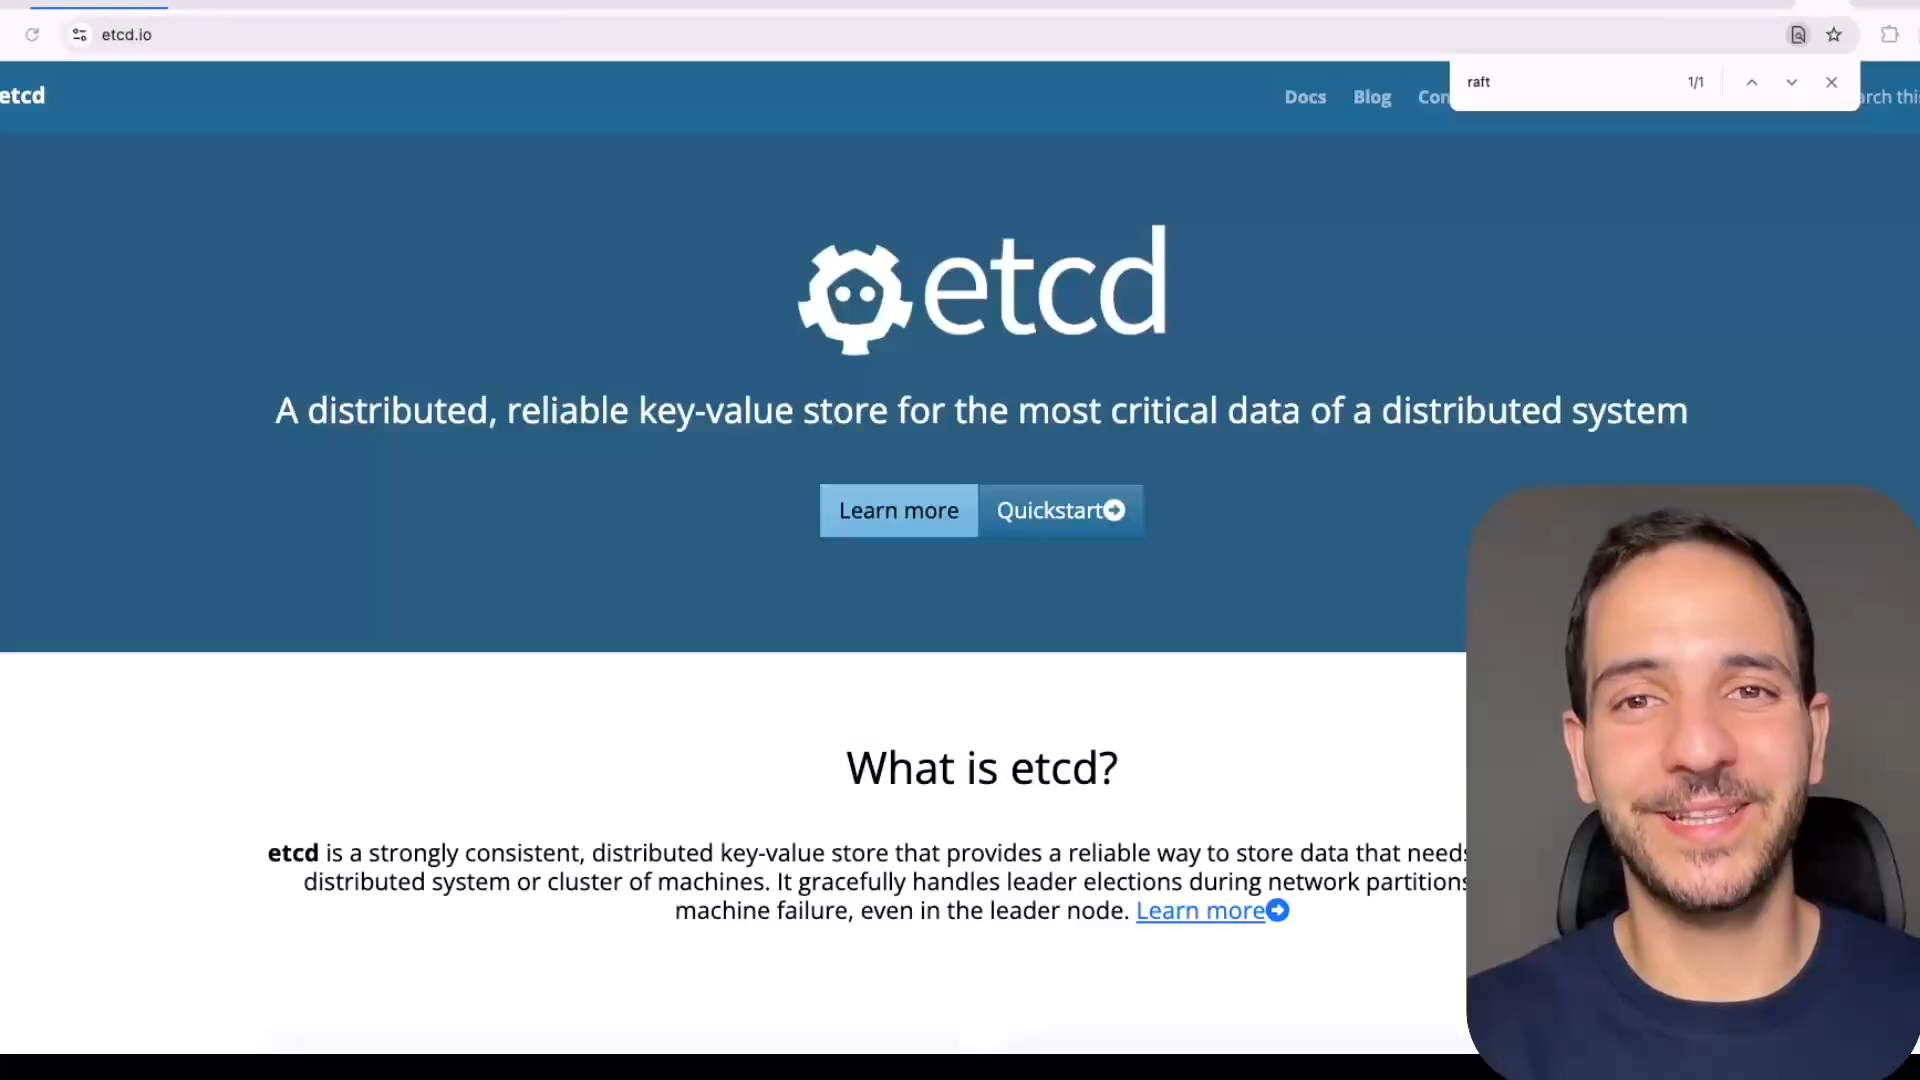 etcd.io
raft 1/1
etcd
Docs Blog
etcd
A distributed, reliable key-value store for the most critical data of a distributed system
Learn more Quickstart
What is etcd?
etcd is a strongly consistent, distributed key-value store that provides a reliable way to store data that needs
distributed system or cluster of machines. It gracefully handles leader elections during network partitions
machine failure, even in the leader node. Learn more